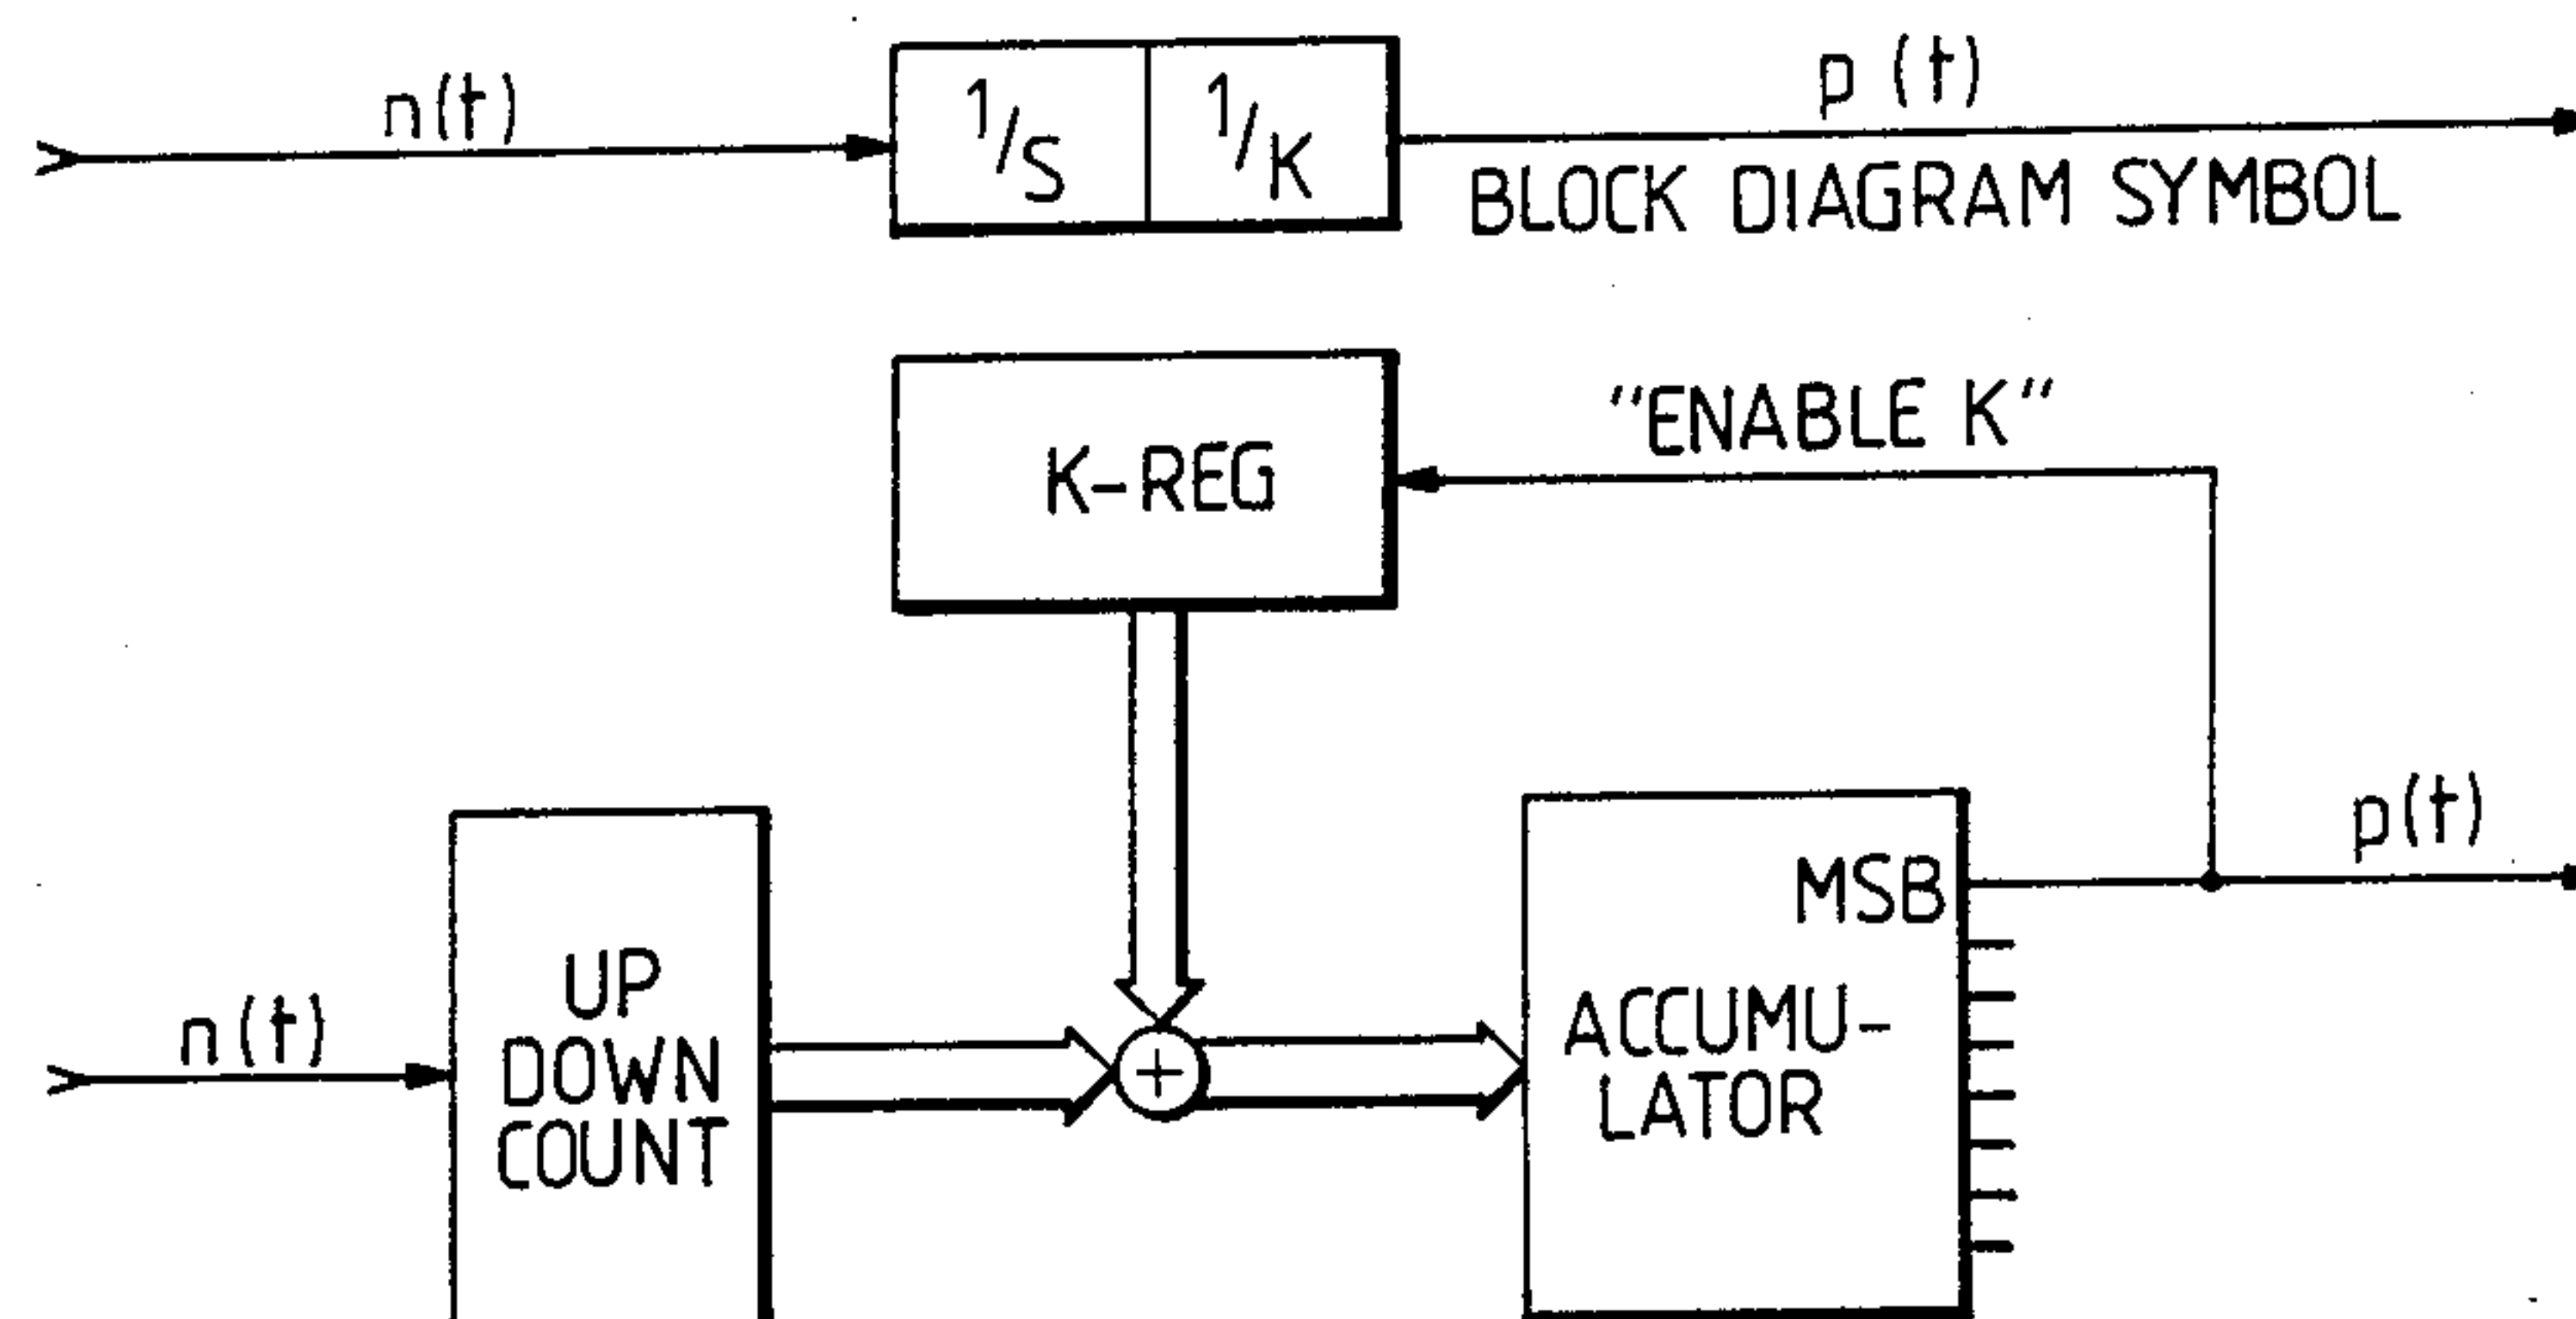 n(t)
1/S
1/K
p (t)
BLOCK DIAGRAM SYMBOL
K-REG
"ENABLE K"
n(t)
UP
DOWN
COUNT
+
MSB
ACCUMU-
LATOR
p(t)